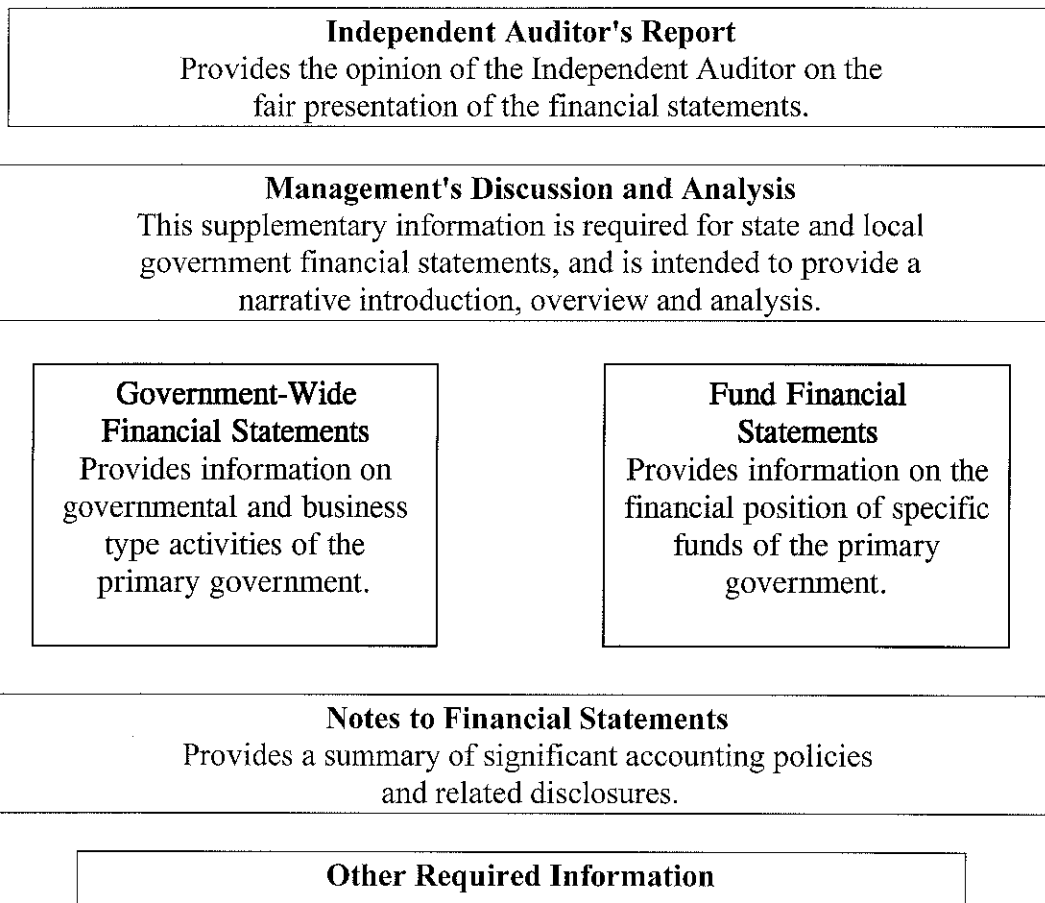 Independent Auditor's Report
Provides the opinion of the Independent Auditor on the
fair presentation of the financial statements.
Management's Discussion and Analysis
This supplementary information is required for state and local
government financial statements, and is intended to provide a
narrative introduction, overview and analysis.
Government-Wide
Financial Statements
Provides information on
governmental and business
type activities of the
primary government.
Fund Financial
Statements
Provides information on the
financial position of specific
funds of the primary
government.
Notes to Financial Statements
Provides a summary of significant accounting policies
and related disclosures.
Other Required Information